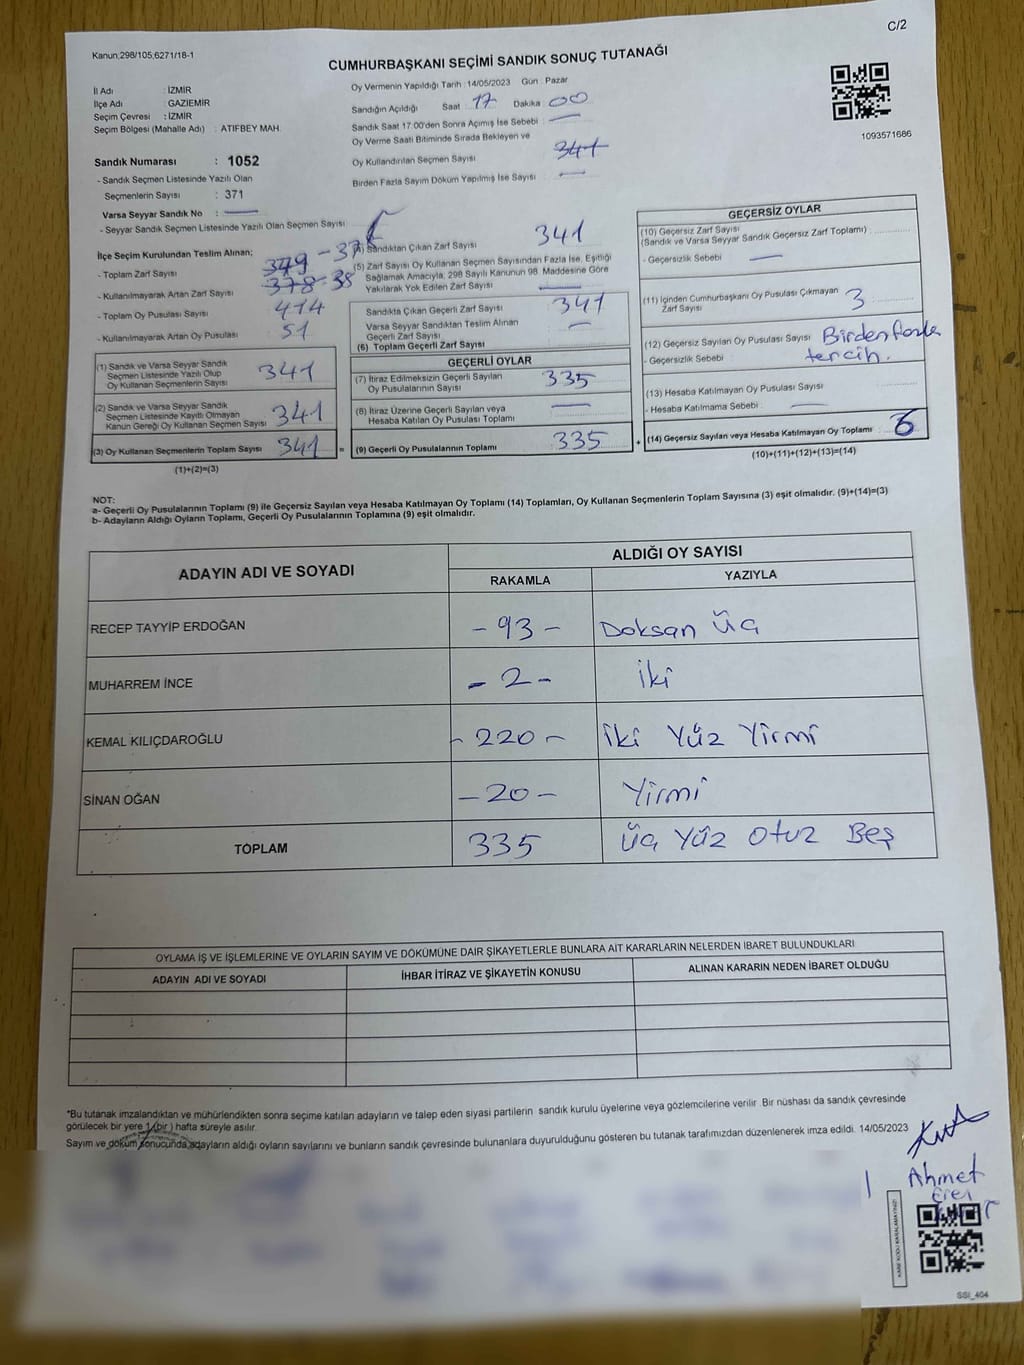 C/2
Kanun;298/105;6271/18-1
CUMHURBAŞKANI SEÇİMİ SANDIK SONUÇ TUTANAĞI
İl Adı : İZMİR
İlçe Adı : GAZİEMİR
Seçim Çevresi : İZMİR
Seçim Bölgesi (Mahalle Adı) : ATIFBEY MAH.
Sandık Numarası : 1052
- Sandık Seçmen Listesinde Yazılı Olan
Seçmenlerin Sayısı : 371
Varsa Seyyar Sandık No :
- Seyyar Sandık Seçmen Listesinde Yazılı Olan Seçmen Sayısı
Oy Vermenin Yapıldığı Tarih : 14/05/2023 Gün : Pazar
Sandığın Açıldığı Saat 17 Dakika 00
Sandık Saat 17.00'den Sonra Açımış İse Sebebi :
Oy Verme Saati Bitiminde Sırada Bekleyen ve
Oy Kullandırılan Seçmen Sayısı 341
Birden Fazla Sayım Döküm Yapılmış İse Sayısı
1093571686
İlçe Seçim Kurulundan Teslim Alınan;
- Toplam Zarf Sayısı 379
- Kullanılmayarak Artan Zarf Sayısı 378 38
- Toplam Oy Pusulası Sayısı 414
- Kullanılmayarak Artan Oy Pusulası 51
(1) Sandık ve Varsa Seyyar Sandık
Seçmen Listesinde Yazılı Olup
Oy Kullanan Seçmenlerin Sayısı 341
(2) Sandık ve Varsa Seyyar Sandık
Seçmen Listesinde Kayıtlı Olmayan
Kanun Gereği Oy Kullanan Seçmen Sayısı 341
(3) Oy Kullanan Seçmenlerin Toplam Sayısı 341 =
(1)+(2)=(3)
(4) Sandıktan Çıkan Zarf Sayısı 341
(5) Zarf Sayısı Oy Kullanan Seçmen Sayısından Fazla İse, Eşitliği
Sağlamak Amacıyla, 298 Sayılı Kanunun 98. Maddesine Göre
Yakılarak Yok Edilen Zarf Sayısı
Sandıkta Çıkan Geçerli Zarf Sayısı 341
Varsa Seyyar Sandıktan Teslim Alınan
Geçerli Zarf Sayısı
(6) Toplam Geçerli Zarf Sayısı
GEÇERLİ OYLAR
(7) İtiraz Edilmeksizin Geçerli Sayılan
Oy Pusulalarının Sayısı 335
(8) İtiraz Üzerine Geçerli Sayılan veya
Hesaba Katılan Oy Pusulaları Toplamı
(9) Geçerli Oy Pusulalarının Toplamı 335 +
GEÇERSİZ OYLAR
(10) Geçersiz Zarf Sayısı
(Sandık ve Varsa Seyyar Sandık Geçersiz Zarf Toplamı) :
- Geçersizlik Sebebi
(11) İçinden Cumhurbaşkanı Oy Pusulası Çıkmayan
Zarf Sayısı 3
(12) Geçersiz Sayılan Oy Pusulası Sayısı Birden fazla
- Geçersizlik Sebebi : tercih.
(13) Hesaba Katılmayan Oy Pusulası Sayısı
- Hesaba Katılmama Sebebi :
(14) Geçersiz Sayılan veya Hesaba Katılmayan Oy Toplamı : 6
(10)+(11)+(12)+(13)=(14)
NOT:
a- Geçerli Oy Pusulalarının Toplamı (9) ile Geçersiz Sayılan veya Hesaba Katılmayan Oy Toplamı (14) Toplamları, Oy Kullanan Seçmenlerin Toplam Sayısına (3) eşit olmalıdır. (9)+(14)=(3)
b- Adayların Aldığı Oyların Toplamı, Geçerli Oy Pusulalarının Toplamına (9) eşit olmalıdır.
ADAYIN ADI VE SOYADI
ALDIĞI OY SAYISI
RAKAMLA YAZIYLA
RECEP TAYYİP ERDOĞAN - 93 - Doksan Üç
MUHARREM İNCE - 2 - İki
KEMAL KILIÇDAROĞLU - 220 - İki Yüz Yirmi
SİNAN OĞAN - 20 - Yirmi
TOPLAM 335 Üç Yüz Otuz Beş
OYLAMA İŞ VE İŞLEMLERİNE VE OYLARIN SAYIM VE DÖKÜMÜNE DAİR ŞİKAYETLERLE BUNLARA AİT KARARLARIN NELERDEN İBARET BULUNDUKLARI
ADAYIN ADI VE SOYADI İHBAR İTİRAZ VE ŞİKAYETİN KONUSU ALINAN KARARIN NEDEN İBARET OLDUĞU
*Bu tutanak imzalandıktan ve mühürlendikten sonra seçime katılan adayların ve talep eden siyasi partilerin sandık kurulu üyelerine veya gözlemcilerine verilir. Bir nüshası da sandık çevresinde
görülecek bir yere 1 (bir) hafta süreyle asılır.
Sayım ve döküm sonucunda adayların aldığı oyların sayılarını ve bunların sandık çevresinde bulunanlara duyurulduğunu gösteren bu tutanak tarafımızdan düzenlenerek imza edildi. 14/05/2023
Ahmet
Eren
KARE KODU KARALAMAYINIZ!
SSI_404